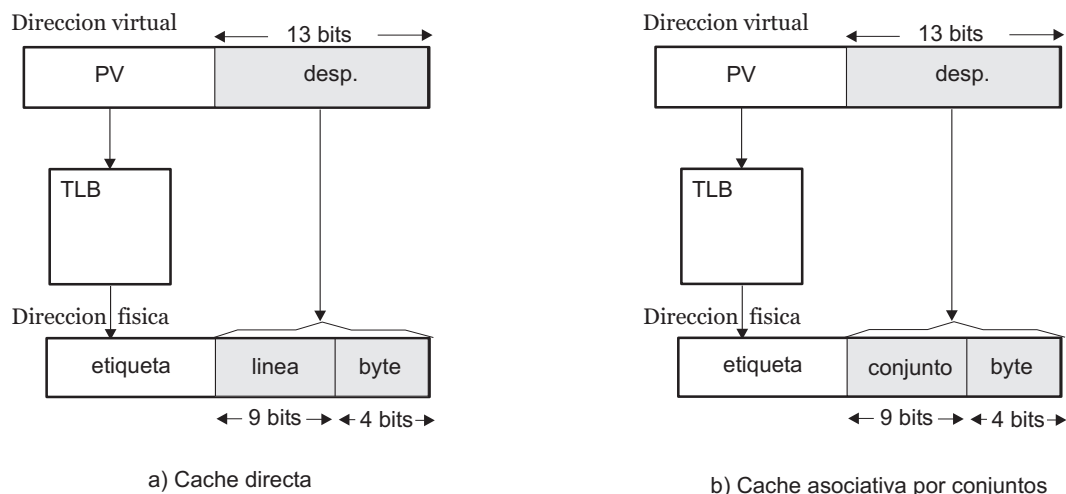 Direccion virtual
13 bits
PV
desp.
TLB
Direccion fisica
etiqueta
linea
byte
9 bits
4 bits
a) Cache directa
Direccion virtual
13 bits
PV
desp.
TLB
Direccion fisica
etiqueta
conjunto
byte
9 bits
4 bits
b) Cache asociativa por conjuntos